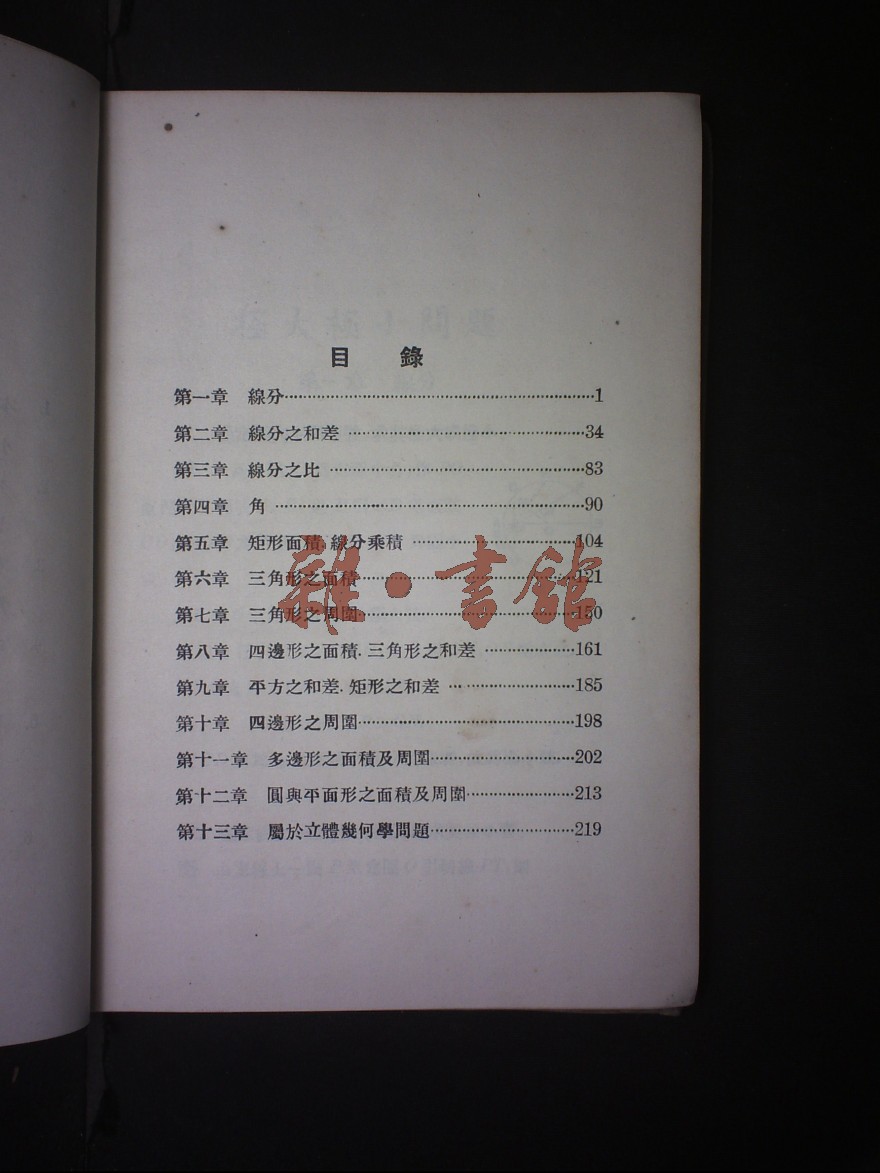 目錄
第一章 線分……1
第二章 線分之和差……34
第三章 線分之比……83
第四章 角……90
第五章 矩形面積,線分乘積……104
第六章 三角形之面積……121
第七章 三角形之周圍……150
第八章 四邊形之面積.三角形之和差……161
第九章 平方之和差.矩形之和差……185
第十章 四邊形之周圍……198
第十一章 多邊形之面積及周圍……202
第十二章 圓與平面形之面積及周圍……213
第十三章 屬於立體幾何學問題……219
雜·書館